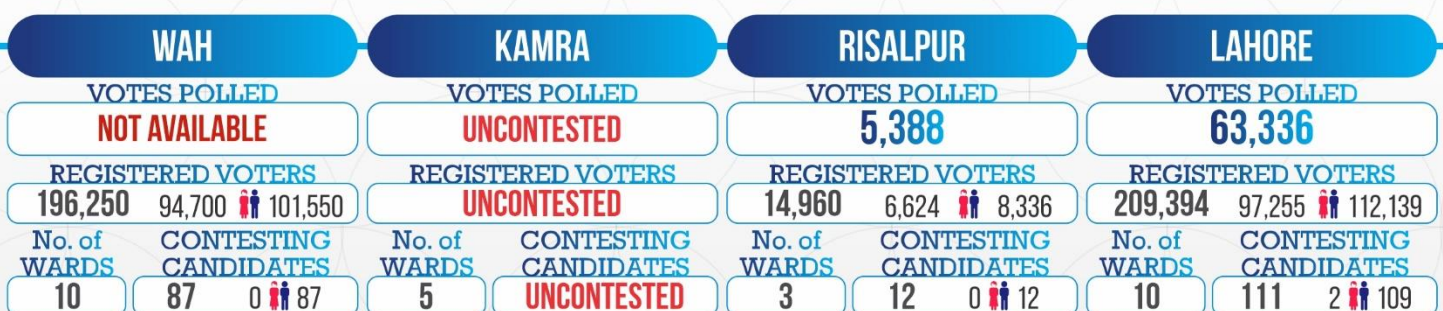 WAH
VOTES POLLED
NOT AVAILABLE
REGISTERED VOTERS
196,250 94,700 101,550
No. of WARDS
10
CONTESTING CANDIDATES
87 0 87
KAMRA
VOTES POLLED
UNCONTESTED
REGISTERED VOTERS
UNCONTESTED
No. of WARDS
5
CONTESTING CANDIDATES
UNCONTESTED
RISALPUR
VOTES POLLED
5,388
REGISTERED VOTERS
14,960 6,624 8,336
No. of WARDS
3
CONTESTING CANDIDATES
12 0 12
LAHORE
VOTES POLLED
63,336
REGISTERED VOTERS
209,394 97,255 112,139
No. of WARDS
10
CONTESTING CANDIDATES
111 2 109